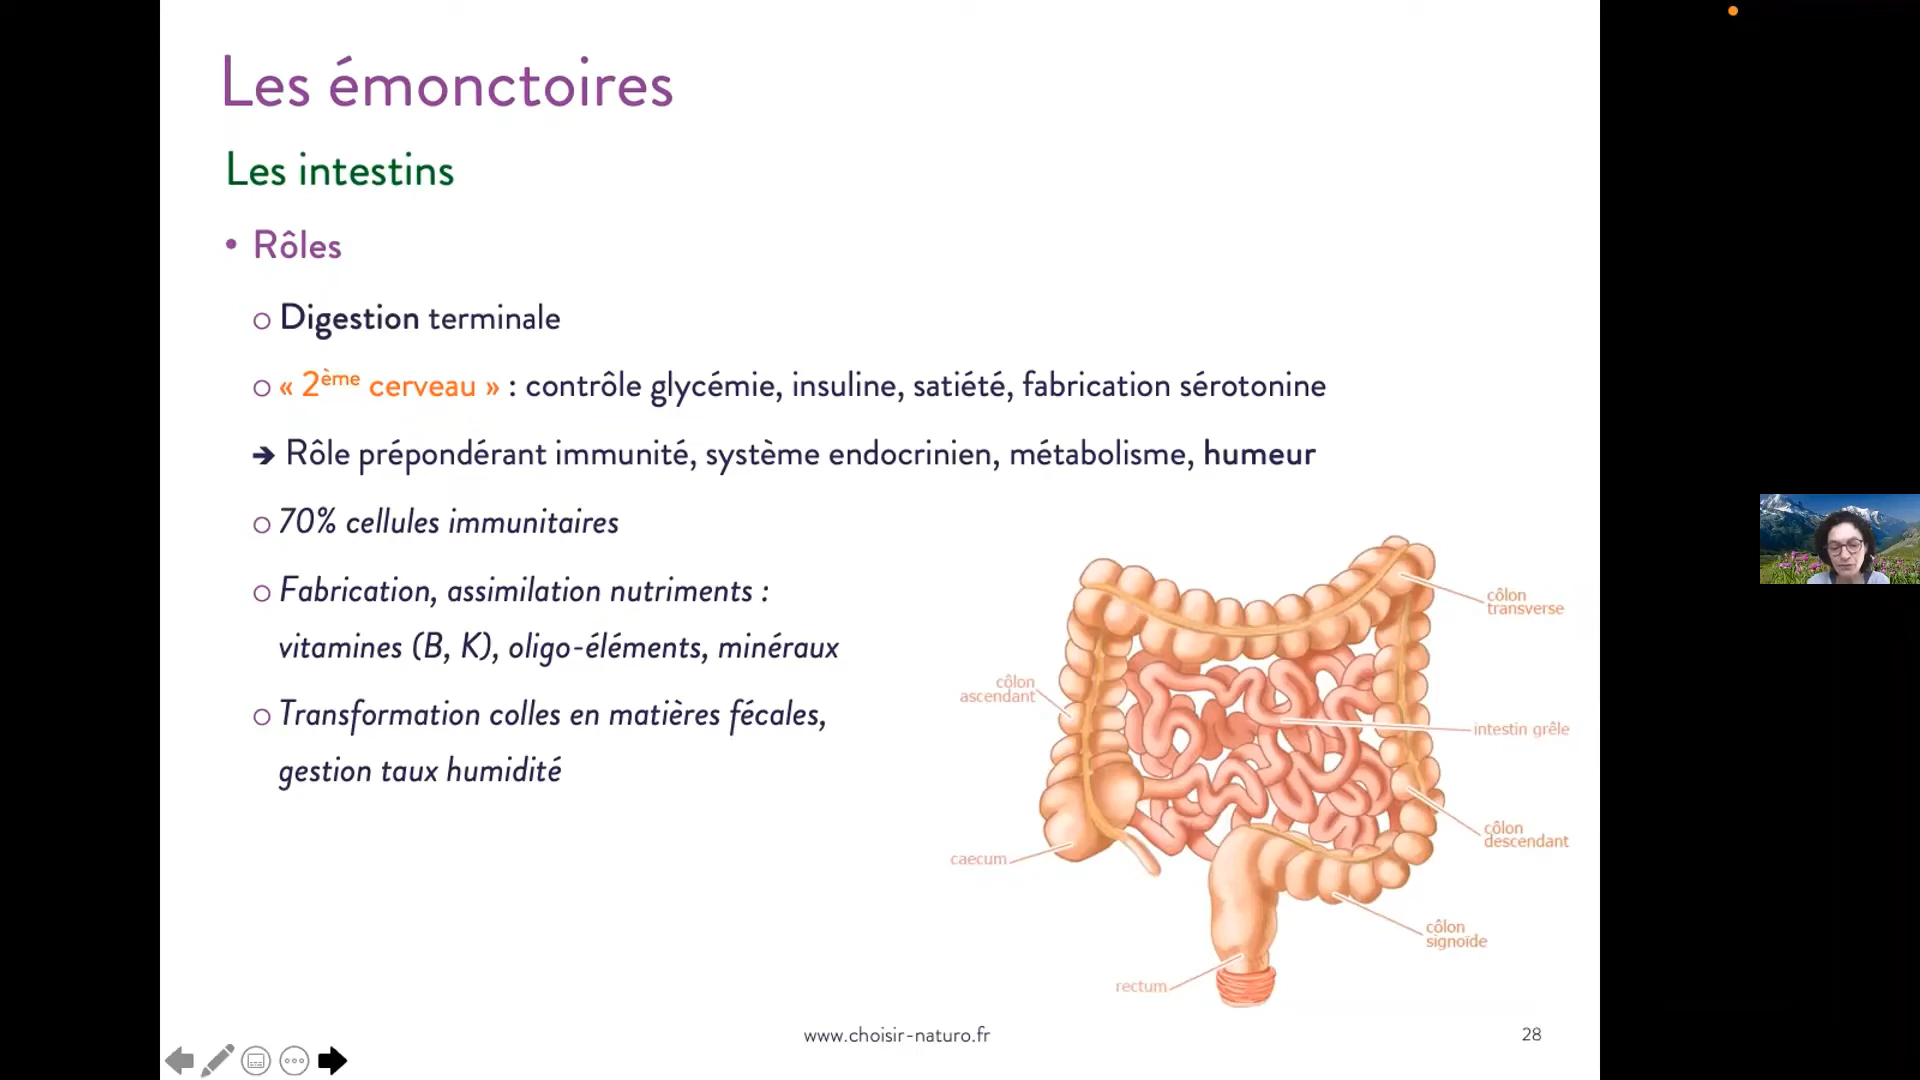 Les émonctoires
Les intestins
• Rôles
o Digestion terminale
o « 2ème cerveau » : contrôle glycémie, insuline, satiété, fabrication sérotonine
➔ Rôle prépondérant immunité, système endocrinien, métabolisme, humeur
o 70% cellules immunitaires
o Fabrication, assimilation nutriments :
vitamines (B, K), oligo-éléments, minéraux
o Transformation colles en matières fécales,
gestion taux humidité
côlon
transverse
côlon
ascendant
intestin grêle
côlon
descendant
caecum
côlon
signoïde
rectum
www.choisir-naturo.fr
28